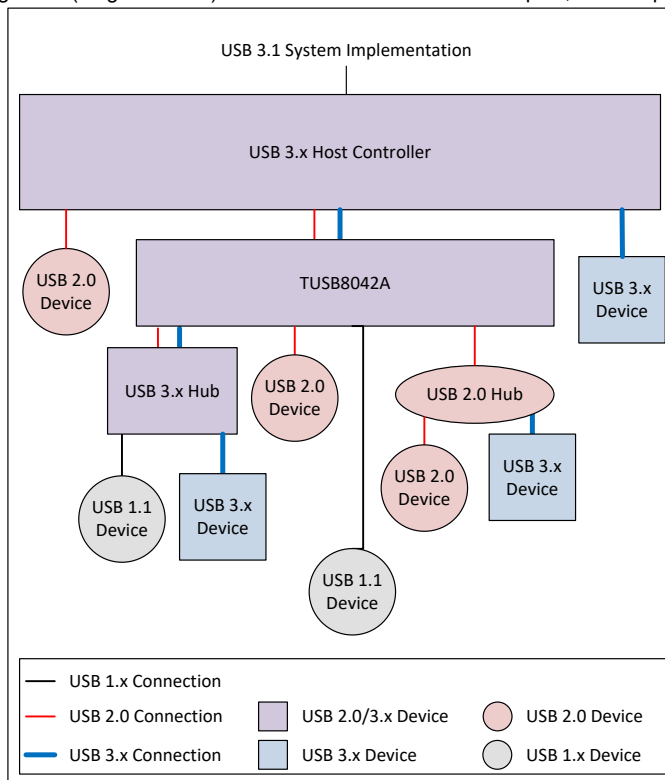 USB 3.1 System Implementation
USB 3.x Host Controller
USB 2.0
Device
TUSB8042A
USB 3.x
Device
USB 3.x Hub
USB 2.0
Device
USB 2.0 Hub
USB 1.1
Device
USB 3.x
Device
USB 2.0
Device
USB 3.x
Device
USB 1.1
Device
USB 1.x Connection
USB 2.0 Connection
USB 2.0/3.x Device
USB 2.0 Device
USB 3.x Connection
USB 3.x Device
USB 1.x Device